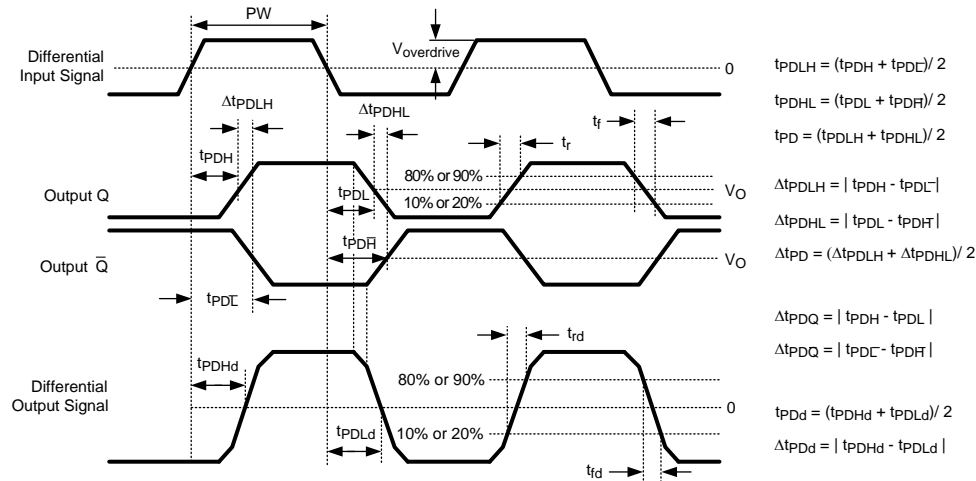 PW
Differential
Input Signal
Voverdrive
0
tPDLH = (tPDH + tPDL̅)/ 2
ΔtPDLH
ΔtPDHL
tf
tPDHL = (tPDL + tPDH̅)/ 2
tPDH
tr
tPD = (tPDLH + tPDHL)/ 2
80% or 90%
Output Q
tPDL
VO
ΔtPDLH = | tPDH - tPDL̅ |
10% or 20%
ΔtPDHL = | tPDL - tPDH̅ |
tPDH̅
Output Q̅
VO
ΔtPD = (ΔtPDLH + ΔtPDHL)/ 2
tPDL̅
ΔtPDQ = | tPDH - tPDL |
trd
ΔtPDQ̅ = | tPDL̅ - tPDH̅ |
tPDHd
80% or 90%
Differential
Output Signal
0
tPDd = (tPDHd + tPDLd)/ 2
tPDLd
10% or 20%
ΔtPDd = | tPDHd - tPDLd |
tfd